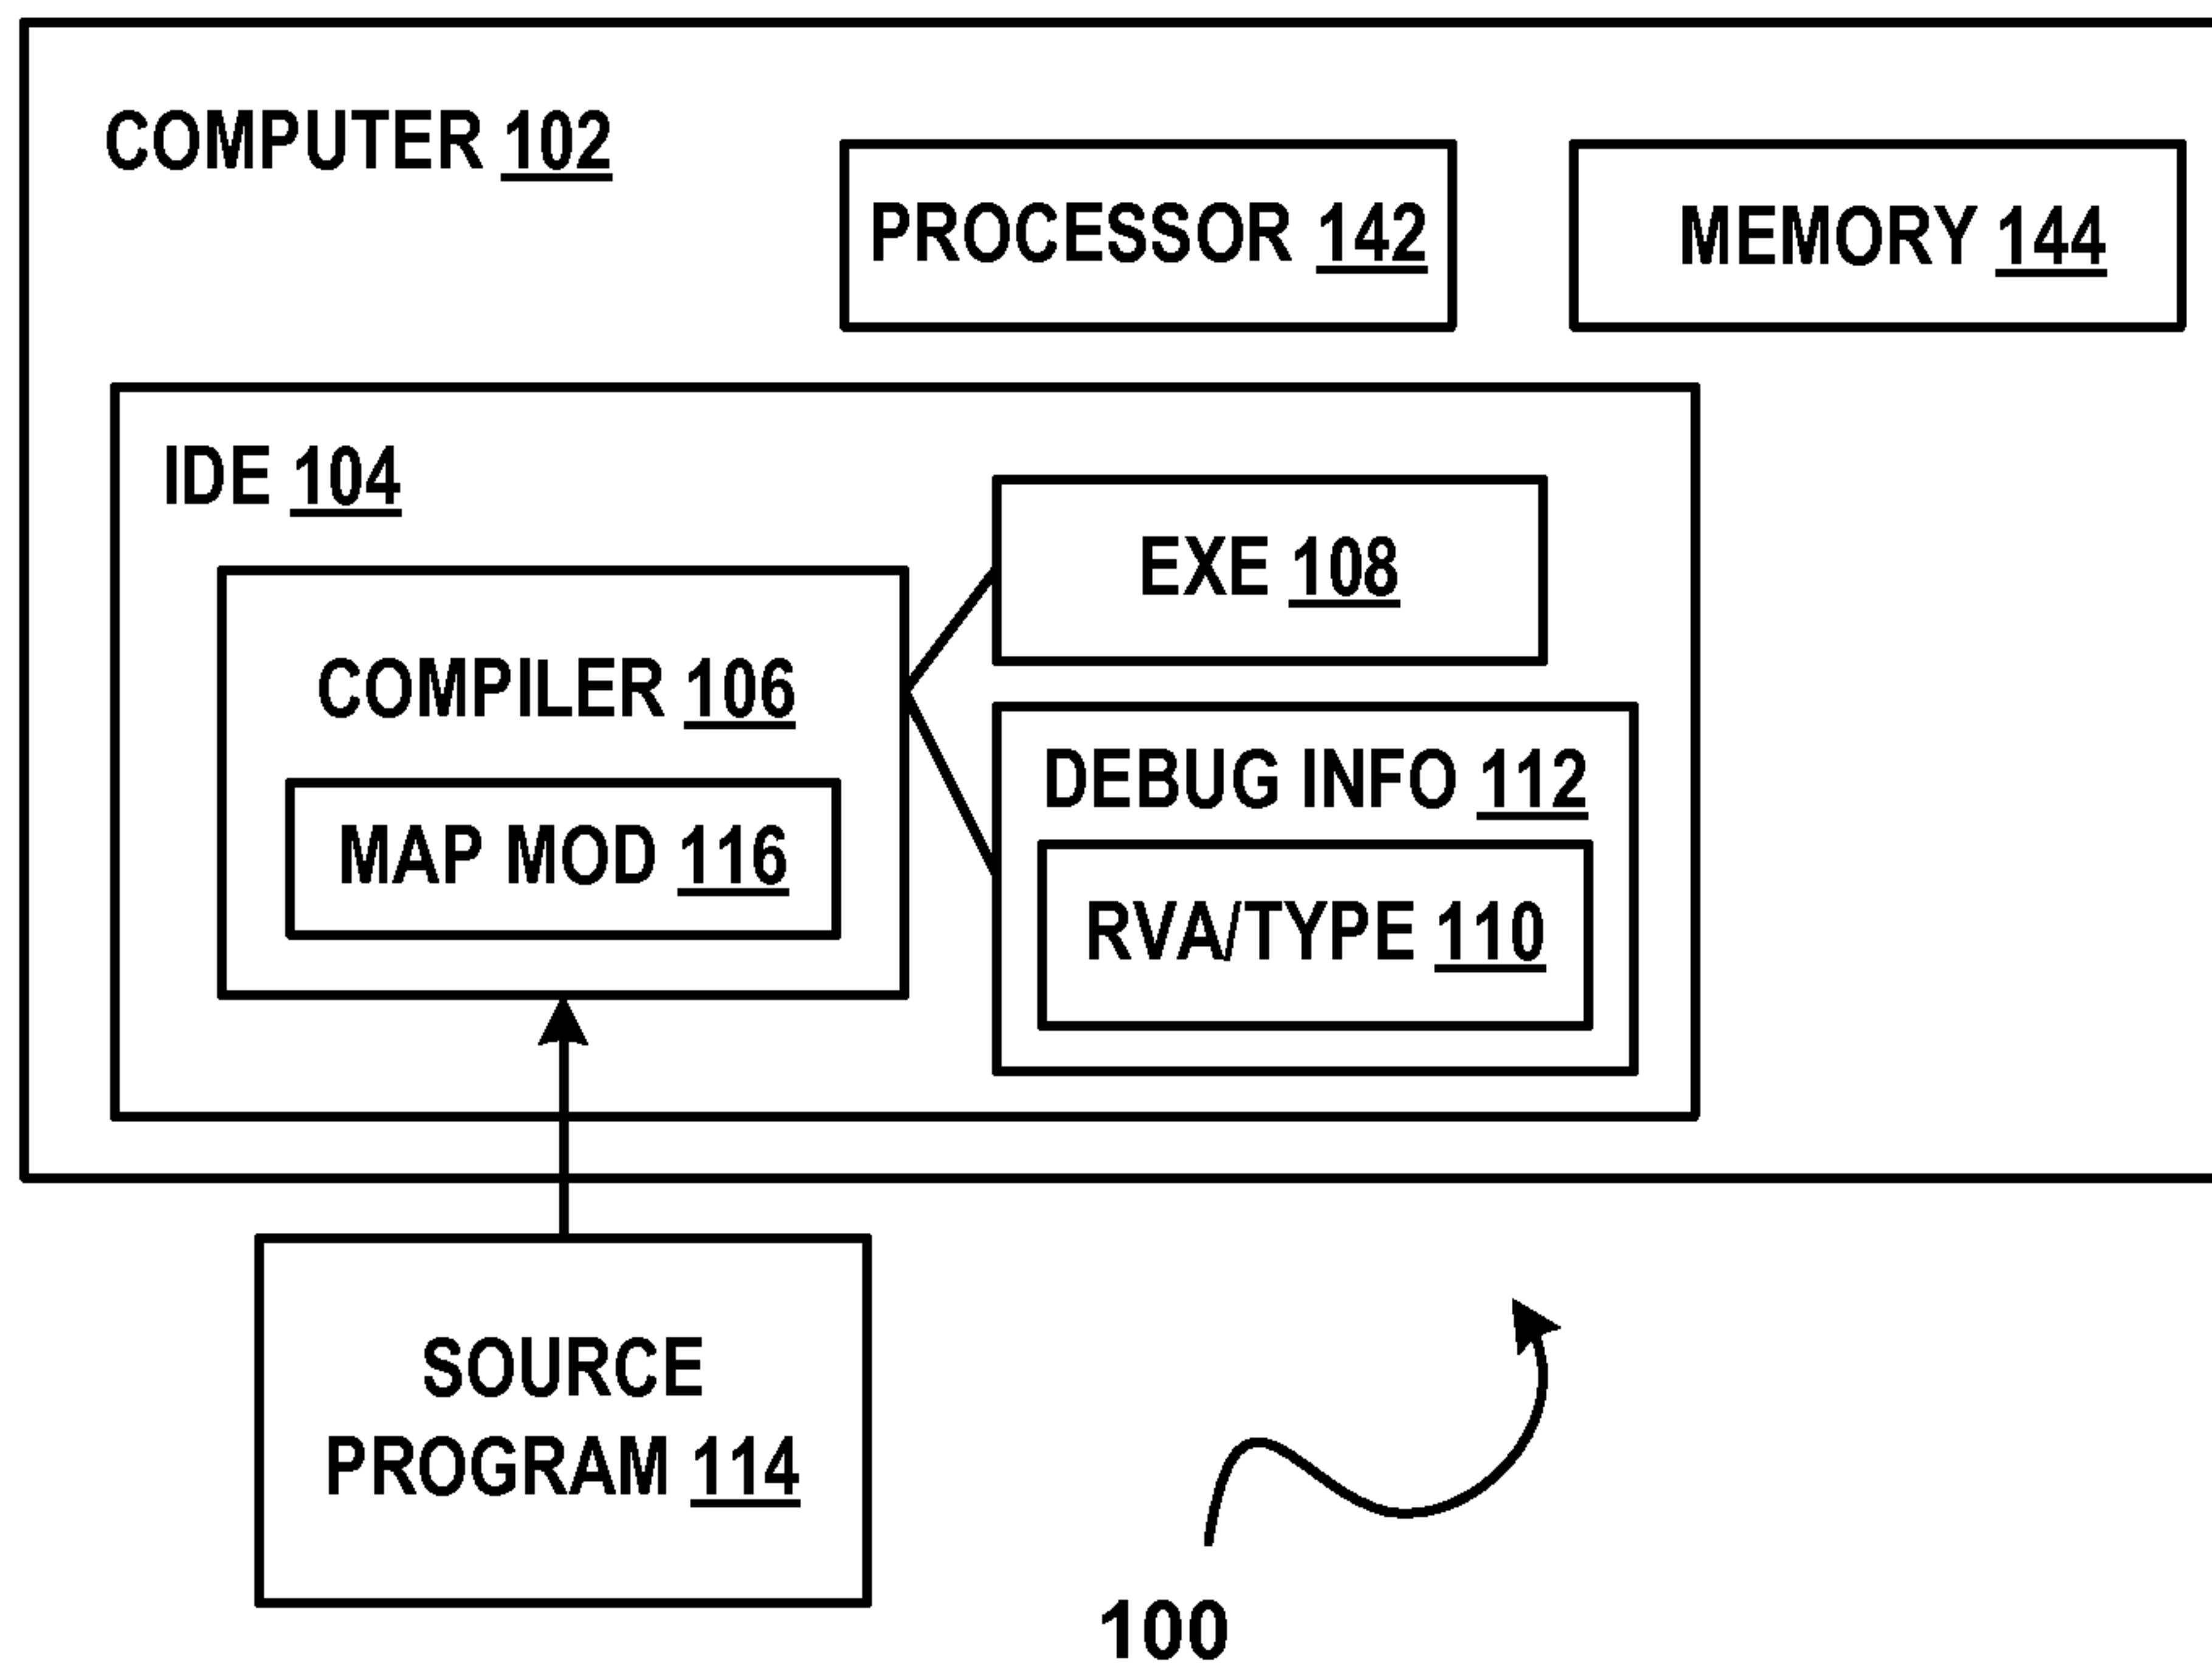 COMPUTER 102
PROCESSOR 142
MEMORY 144
IDE 104
EXE 108
COMPILER 106
MAP MOD 116
DEBUG INFO 112
RVA/TYPE 110
SOURCE
PROGRAM 114
100